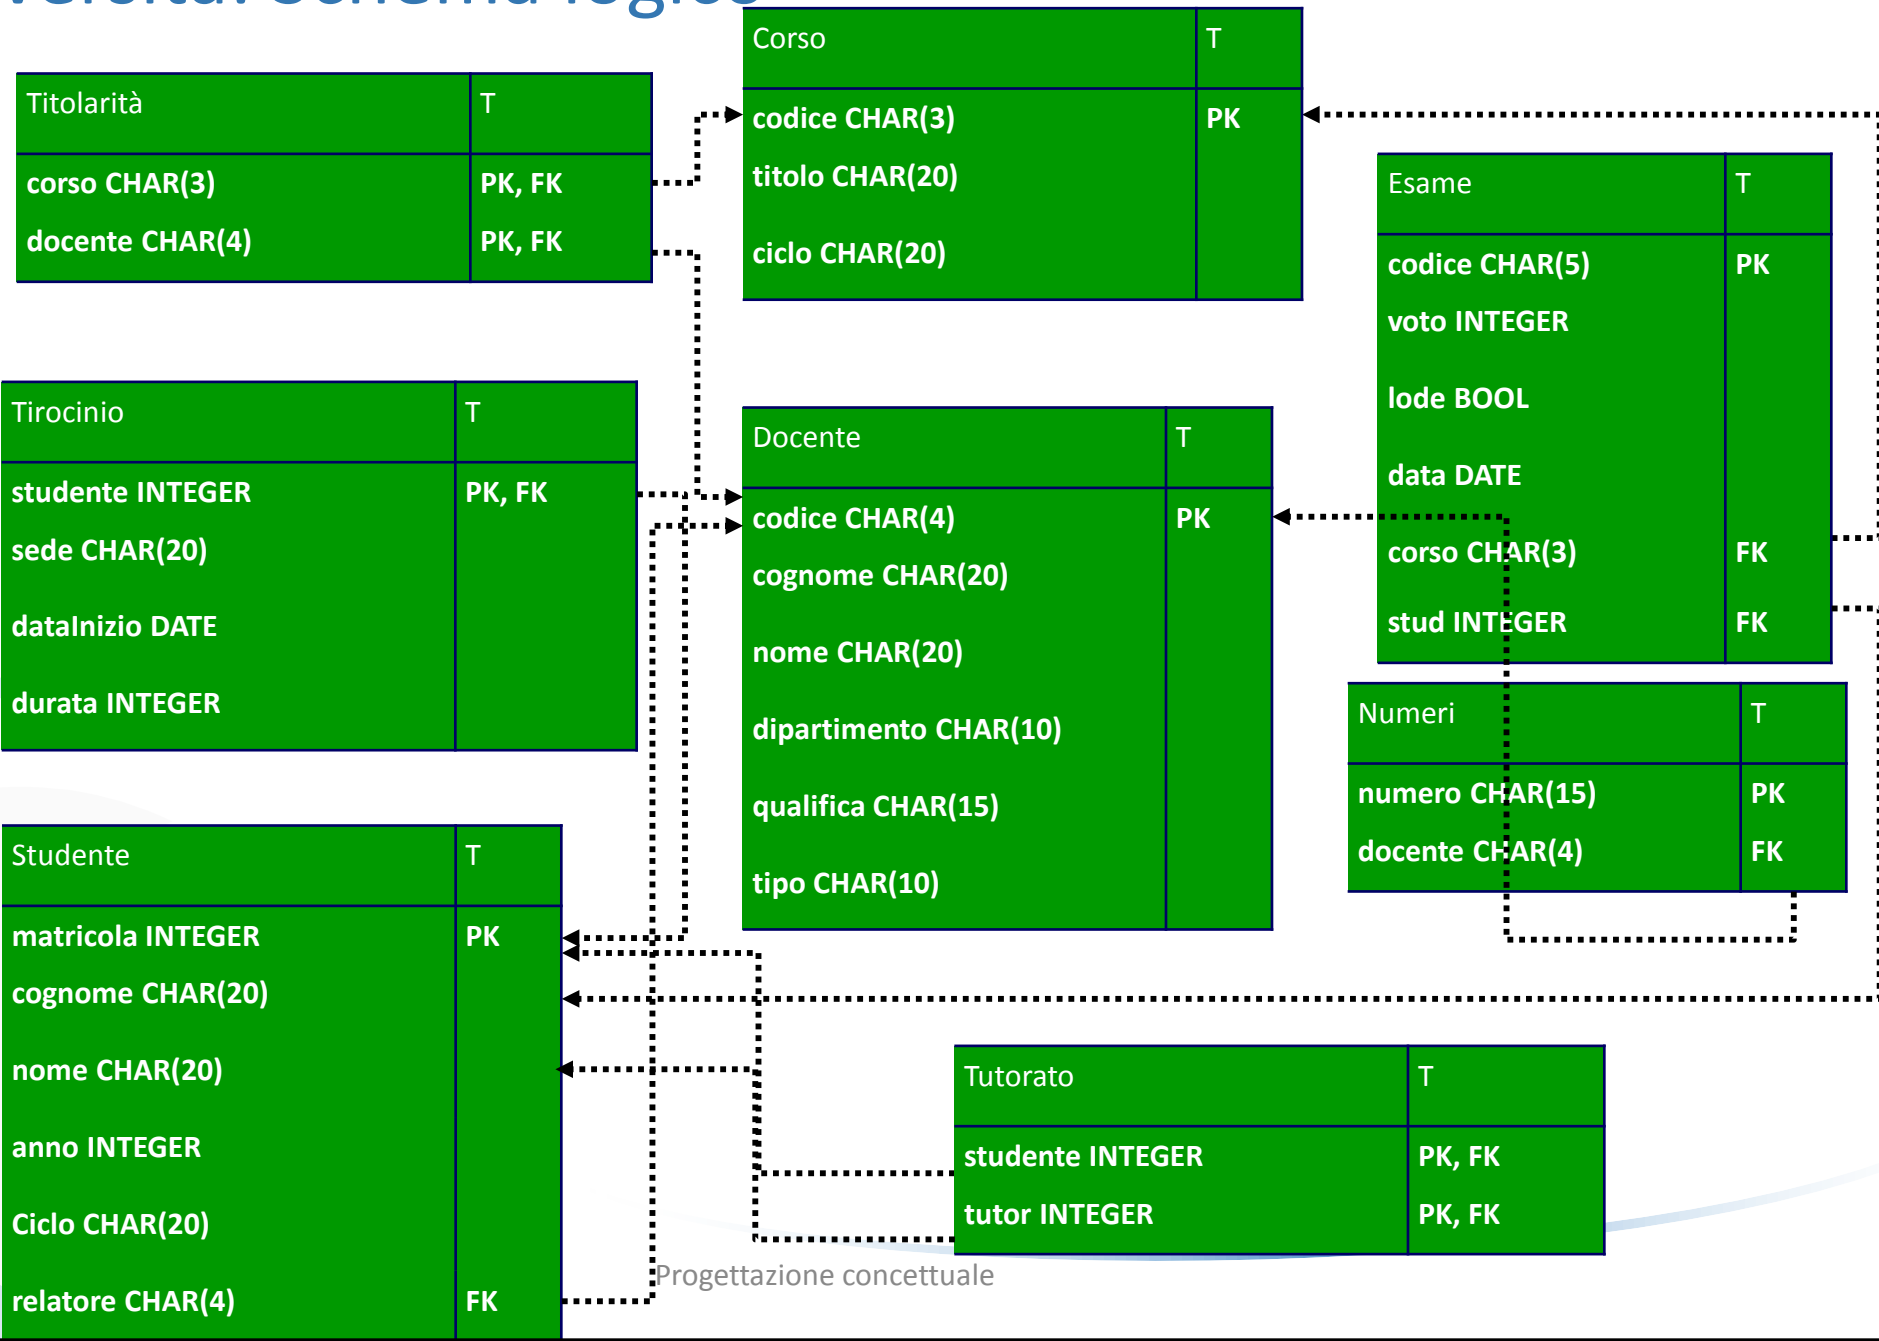 Corso T
codice CHAR(3) PK
titolo CHAR(20)
ciclo CHAR(20)
Titolarità T
corso CHAR(3) PK, FK
docente CHAR(4) PK, FK
Esame T
codice CHAR(5) PK
voto INTEGER
lode BOOL
data DATE
corso CHAR(3) FK
stud INTEGER FK
Tirocinio T
studente INTEGER PK, FK
sede CHAR(20)
dataInizio DATE
durata INTEGER
Docente T
codice CHAR(4) PK
cognome CHAR(20)
nome CHAR(20)
dipartimento CHAR(10)
qualifica CHAR(15)
tipo CHAR(10)
Numeri T
numero CHAR(15) PK
docente CHAR(4) FK
Studente T
matricola INTEGER PK
cognome CHAR(20)
nome CHAR(20)
anno INTEGER
Ciclo CHAR(20)
relatore CHAR(4) FK
Tutorato T
studente INTEGER PK, FK
tutor INTEGER PK, FK
Progettazione concettuale